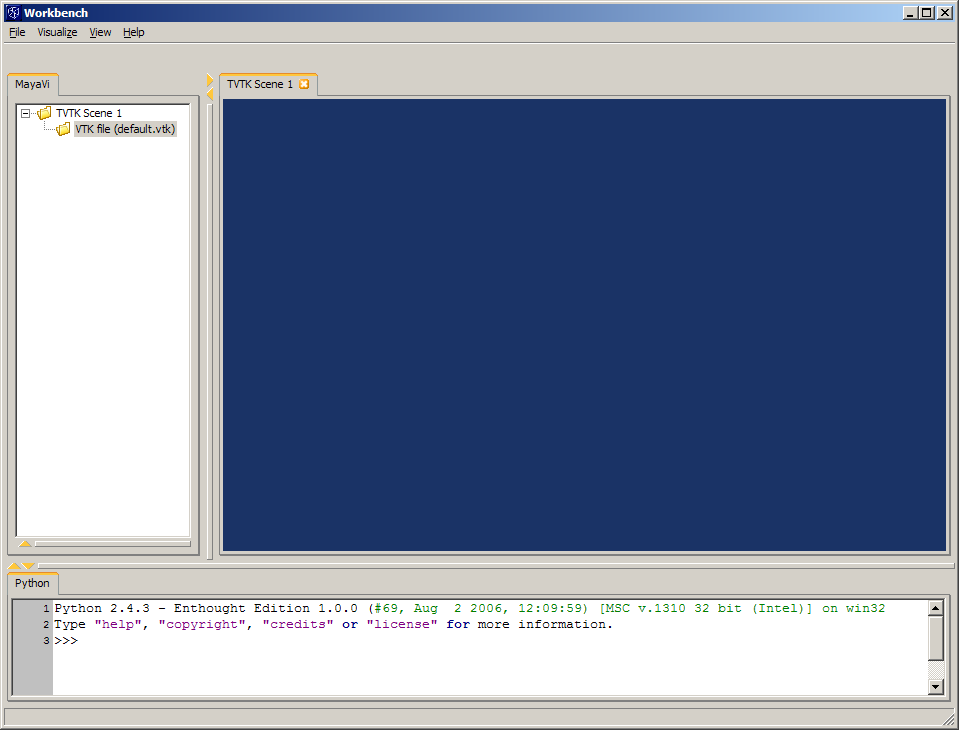 Workbench
File Visualize View Help
MayaVi
TVTK Scene 1
TVTK Scene 1
VTK file (default.vtk)
Python
1 Python 2.4.3 - Enthought Edition 1.0.0 (#69, Aug  2 2006, 12:09:59) [MSC v.1310 32 bit (Intel)] on win32
2 Type "help", "copyright", "credits" or "license" for more information.
3 >>>